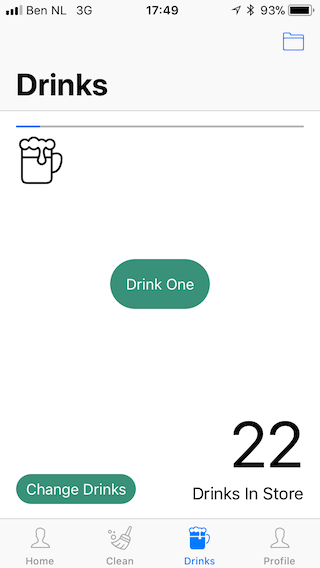 Ben NL 3G 17:49 93%
Drinks
Drink One
22
Change Drinks
Drinks In Store
Home Clean Drinks Profile